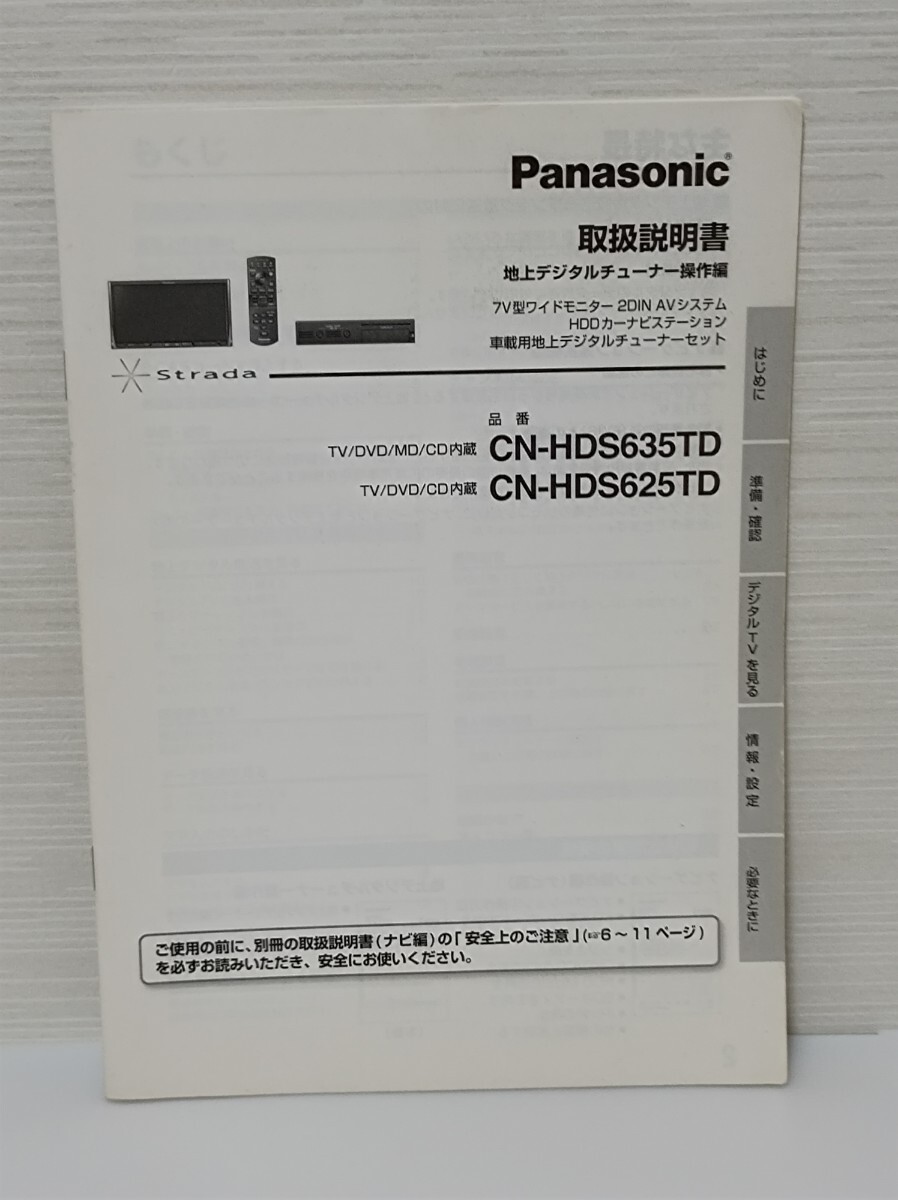 Panasonic®
取扱説明書
地上デジタルチューナー操作編
7V型ワイドモニター 2DIN AVシステム
HDDカーナビステーション
車載用地上デジタルチューナーセット
Strada
品番
TV/DVD/MD/CD内蔵 CN-HDS635TD
TV/DVD/CD内蔵 CN-HDS625TD
はじめに
準備・確認
デジタルTVを見る
情報・設定
必要なときに
ご使用の前に、別冊の取扱説明書(ナビ編)の「安全上のご注意」(☞6～11ページ)
を必ずお読みいただき、安全にお使いください。